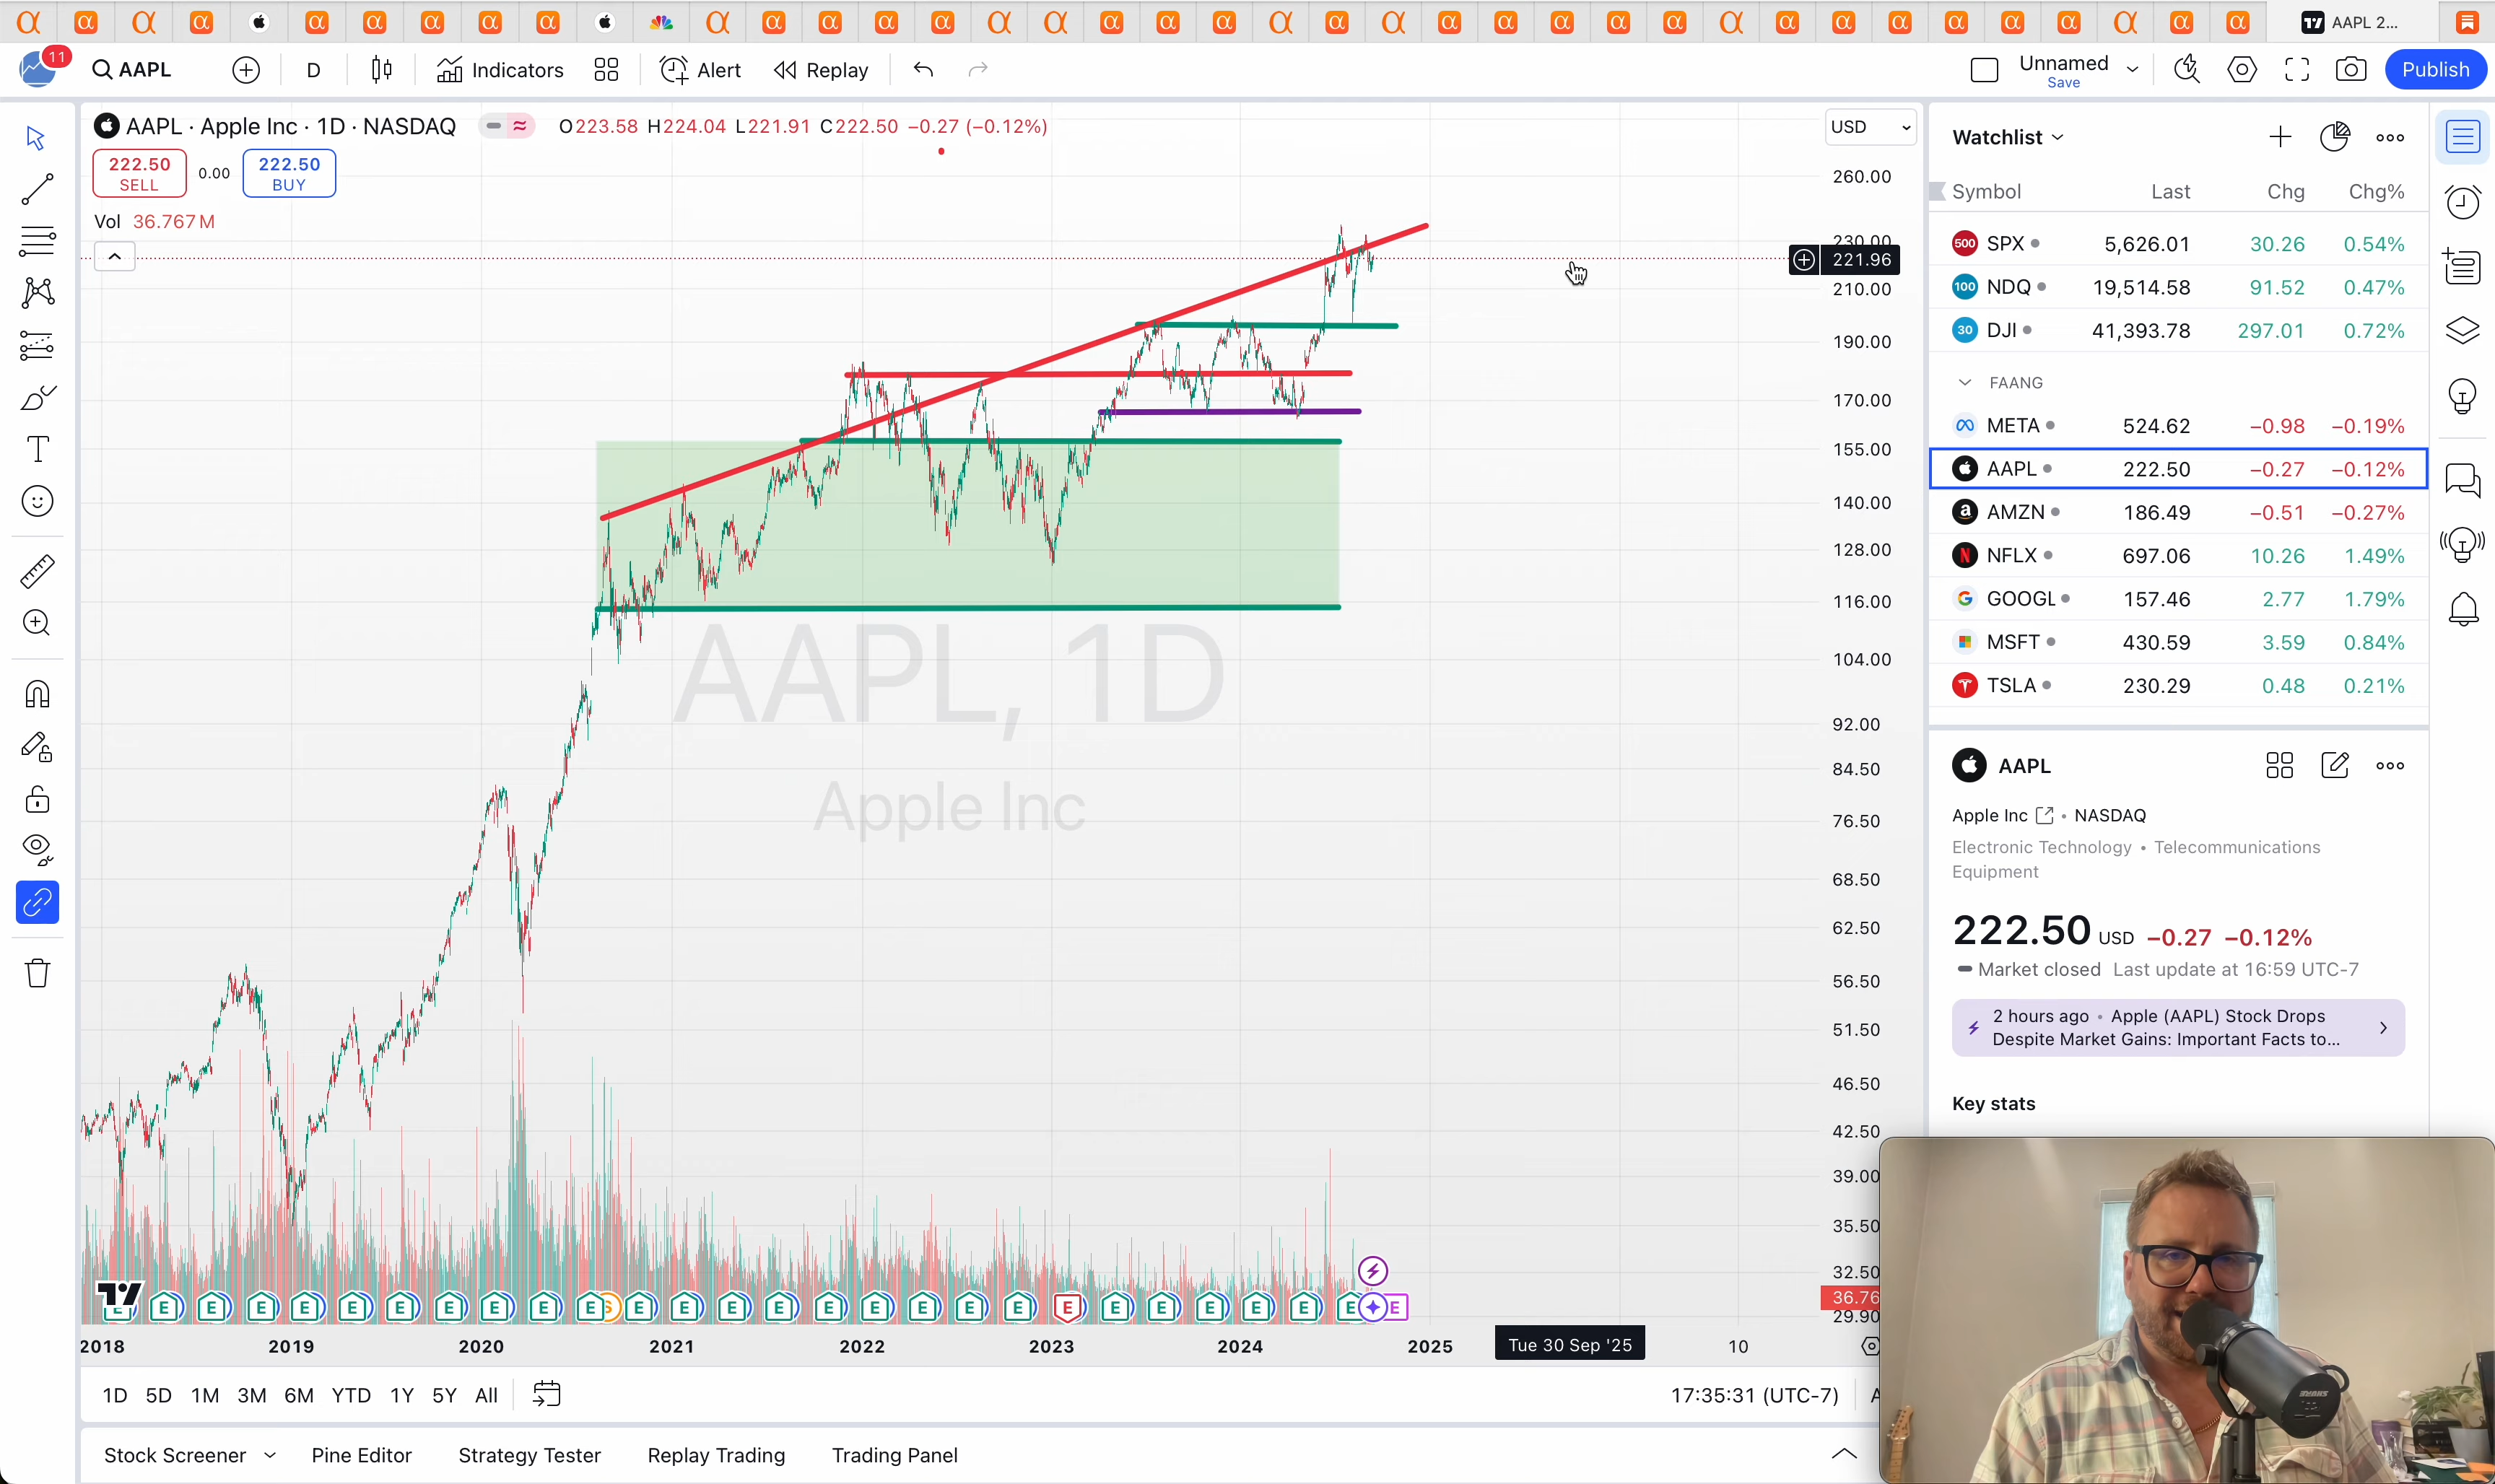 AAPL 2...
11
AAPL
D
Indicators
Alert
Replay
Unnamed
Save
Publish
AAPL · Apple Inc · 1D · NASDAQ
O223.58 H224.04 L221.91 C222.50 −0.27 (−0.12%)
USD
222.50
SELL
0.00
222.50
BUY
Vol 36.767M
260.00
230.00
221.96
210.00
190.00
170.00
155.00
140.00
128.00
116.00
104.00
92.00
84.50
76.50
68.50
62.50
56.50
51.50
46.50
42.50
39.00
35.50
32.50
36.76
29.90
AAPL, 1D
Apple Inc
E E E E E E E E E E E S E E E E E E E E E E E E E E E E E
2018 2019 2020 2021 2022 2023 2024 2025 Tue 30 Sep '25 10
1D 5D 1M 3M 6M YTD 1Y 5Y All
17:35:31 (UTC-7)
Stock Screener Pine Editor Strategy Tester Replay Trading Trading Panel
Watchlist
Symbol Last Chg Chg%
500 SPX 5,626.01 30.26 0.54%
100 NDQ 19,514.58 91.52 0.47%
30 DJI 41,393.78 297.01 0.72%
FAANG
META 524.62 −0.98 −0.19%
AAPL 222.50 −0.27 −0.12%
AMZN 186.49 −0.51 −0.27%
NFLX 697.06 10.26 1.49%
GOOGL 157.46 2.77 1.79%
MSFT 430.59 3.59 0.84%
TSLA 230.29 0.48 0.21%
AAPL
Apple Inc • NASDAQ
Electronic Technology • Telecommunications
Equipment
222.50 USD −0.27 −0.12%
Market closed Last update at 16:59 UTC-7
2 hours ago • Apple (AAPL) Stock Drops
Despite Market Gains: Important Facts to...
Key stats